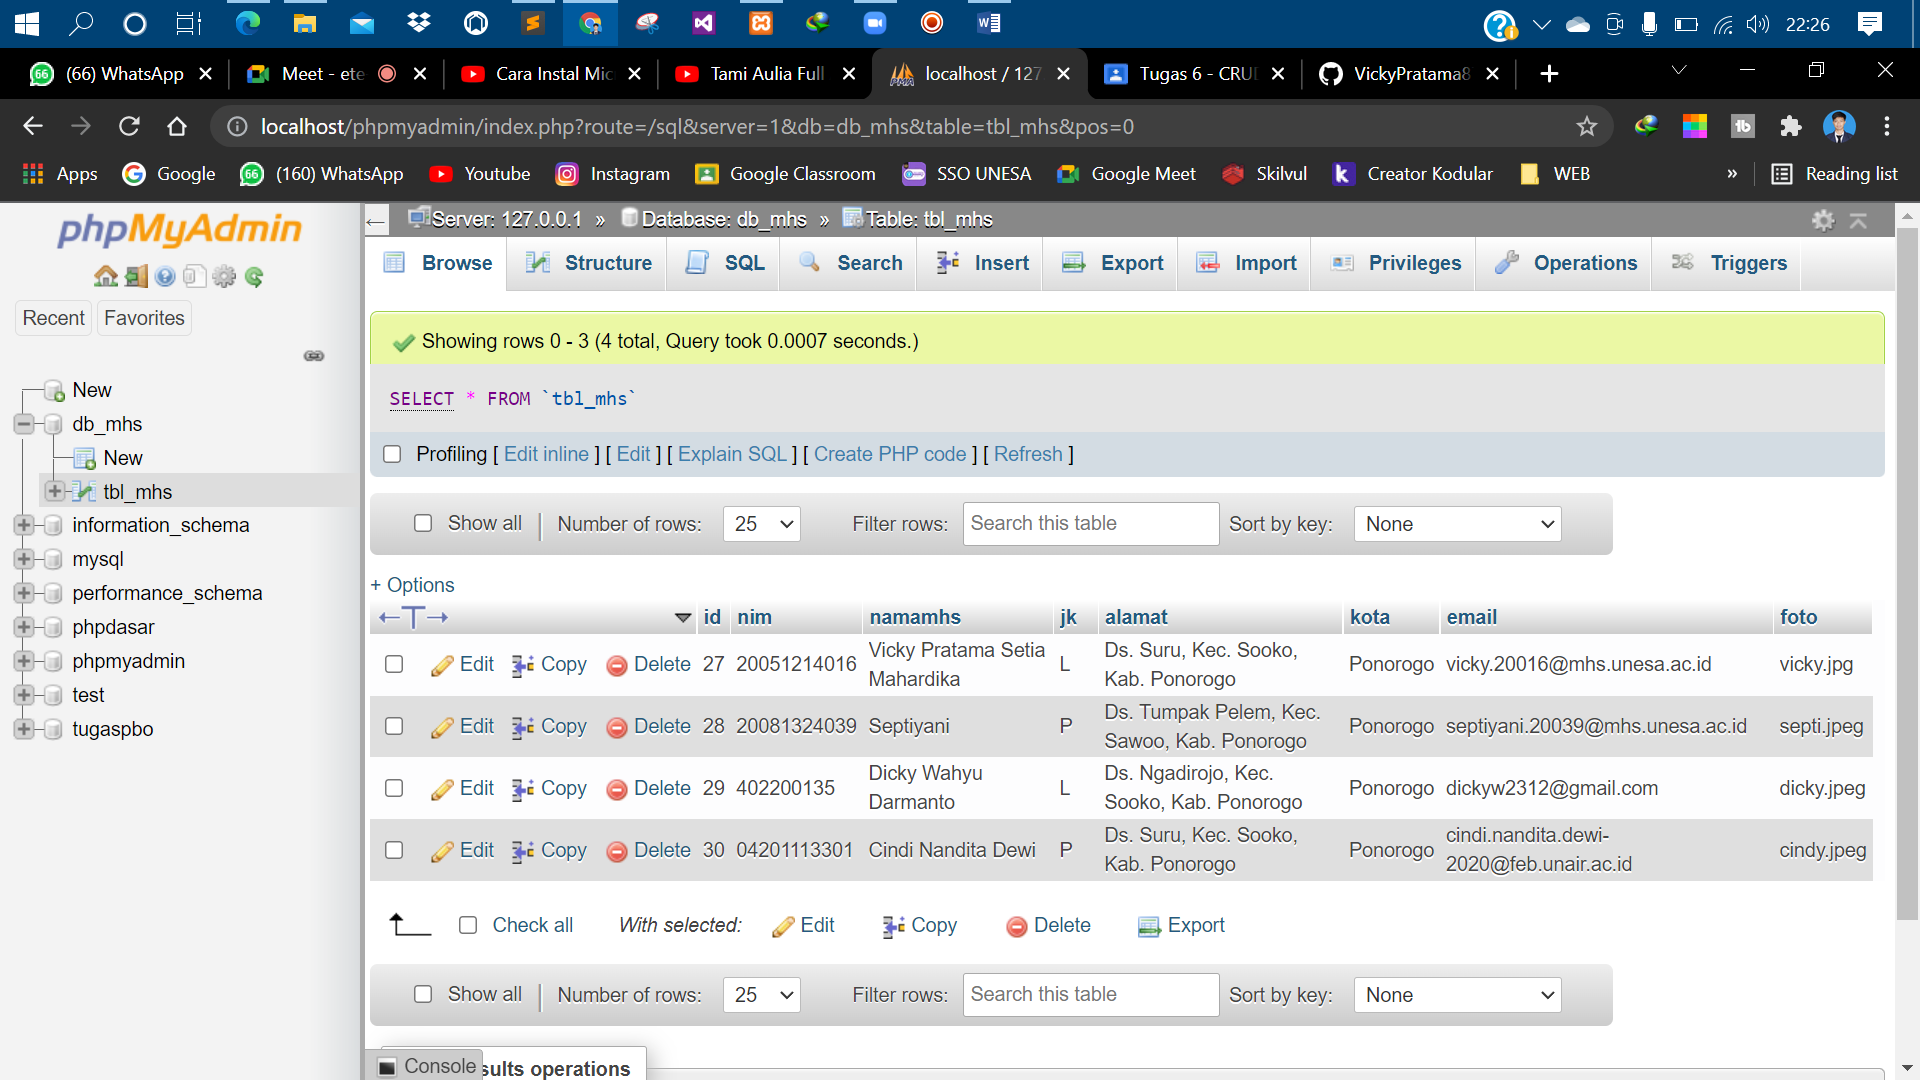 22:26
(66) WhatsApp
Meet - ete
Cara Instal Mic
Tami Aulia Full
localhost / 127
Tugas 6 - CRU
VickyPratama8
localhost/phpmyadmin/index.php?route=/sql&server=1&db=db_mhs&table=tbl_mhs&pos=0
Apps
Google
(160) WhatsApp
Youtube
Instagram
Google Classroom
SSO UNESA
Google Meet
Skilvul
Creator Kodular
WEB
»
Reading list
phpMyAdmin
Recent
Favorites
New
db_mhs
New
tbl_mhs
information_schema
mysql
performance_schema
phpdasar
phpmyadmin
test
tugaspbo
Server: 127.0.0.1 » Database: db_mhs » Table: tbl_mhs
Browse
Structure
SQL
Search
Insert
Export
Import
Privileges
Operations
Triggers
Showing rows 0 - 3 (4 total, Query took 0.0007 seconds.)
SELECT * FROM `tbl_mhs`
Profiling [ Edit inline ] [ Edit ] [ Explain SQL ] [ Create PHP code ] [ Refresh ]
Show all | Number of rows: 25 Filter rows: Search this table Sort by key: None
+ Options
id nim namamhs jk alamat kota email foto
Edit Copy Delete 27 20051214016 Vicky Pratama Setia Mahardika L Ds. Suru, Kec. Sooko, Kab. Ponorogo Ponorogo vicky.20016@mhs.unesa.ac.id vicky.jpg
Edit Copy Delete 28 20081324039 Septiyani P Ds. Tumpak Pelem, Kec. Sawoo, Kab. Ponorogo Ponorogo septiyani.20039@mhs.unesa.ac.id septi.jpeg
Edit Copy Delete 29 402200135 Dicky Wahyu Darmanto L Ds. Ngadirojo, Kec. Sooko, Kab. Ponorogo Ponorogo dickyw2312@gmail.com dicky.jpeg
Edit Copy Delete 30 04201113301 Cindi Nandita Dewi P Ds. Suru, Kec. Sooko, Kab. Ponorogo Ponorogo cindi.nandita.dewi-2020@feb.unair.ac.id cindy.jpeg
Check all With selected: Edit Copy Delete Export
Show all | Number of rows: 25 Filter rows: Search this table Sort by key: None
Console
sults operations